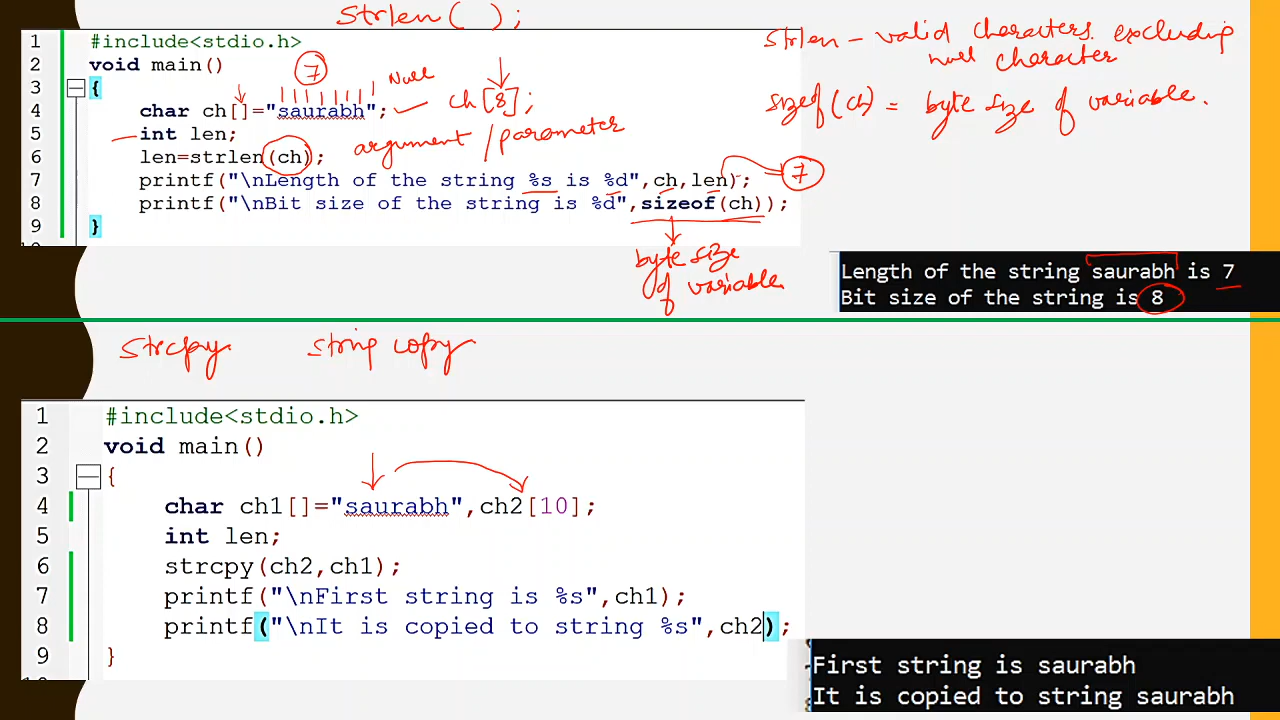 Strlen( );
1 #include<stdio.h>
2 void main()
3 {
7
Null
4 char ch[]="saurabh";
ch[8];
5 int len;
argument / parameter
6 len=strlen(ch);
7 printf("\nLength of the string %s is %d",ch,len);
7
8 printf("\nBit size of the string is %d",sizeof(ch));
9 }
byte size
of variable
strlen - valid characters excluding
null character
sizeof(ch) = byte size of variable.
Length of the string saurabh is 7
Bit size of the string is 8
Strcpy string copy
1 #include<stdio.h>
2 void main()
3 {
4 char ch1[]="saurabh",ch2[10];
5 int len;
6 strcpy(ch2,ch1);
7 printf("\nFirst string is %s",ch1);
8 printf("\nIt is copied to string %s",ch2);
9 }
First string is saurabh
It is copied to string saurabh